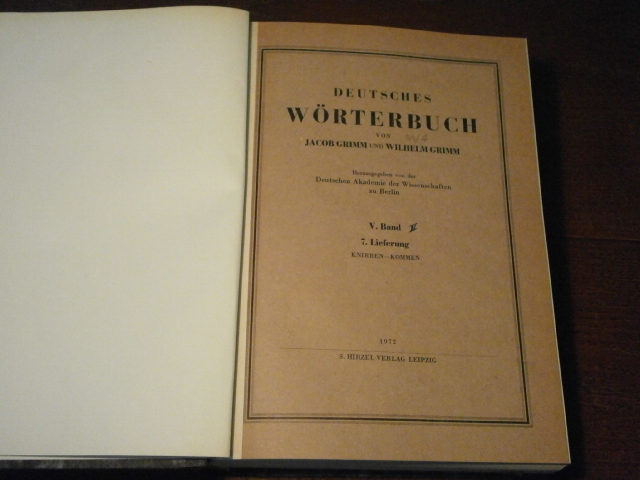 DEUTSCHES
WÖRTERBUCH
VON
JACOB GRIMM UND WILHELM GRIMM
Herausgegeben von der
Deutschen Akademie der Wissenschaften
zu Berlin
V. Band
7. Lieferung
KNIRREN—KOMMEN
1972
S. HIRZEL VERLAG LEIPZIG